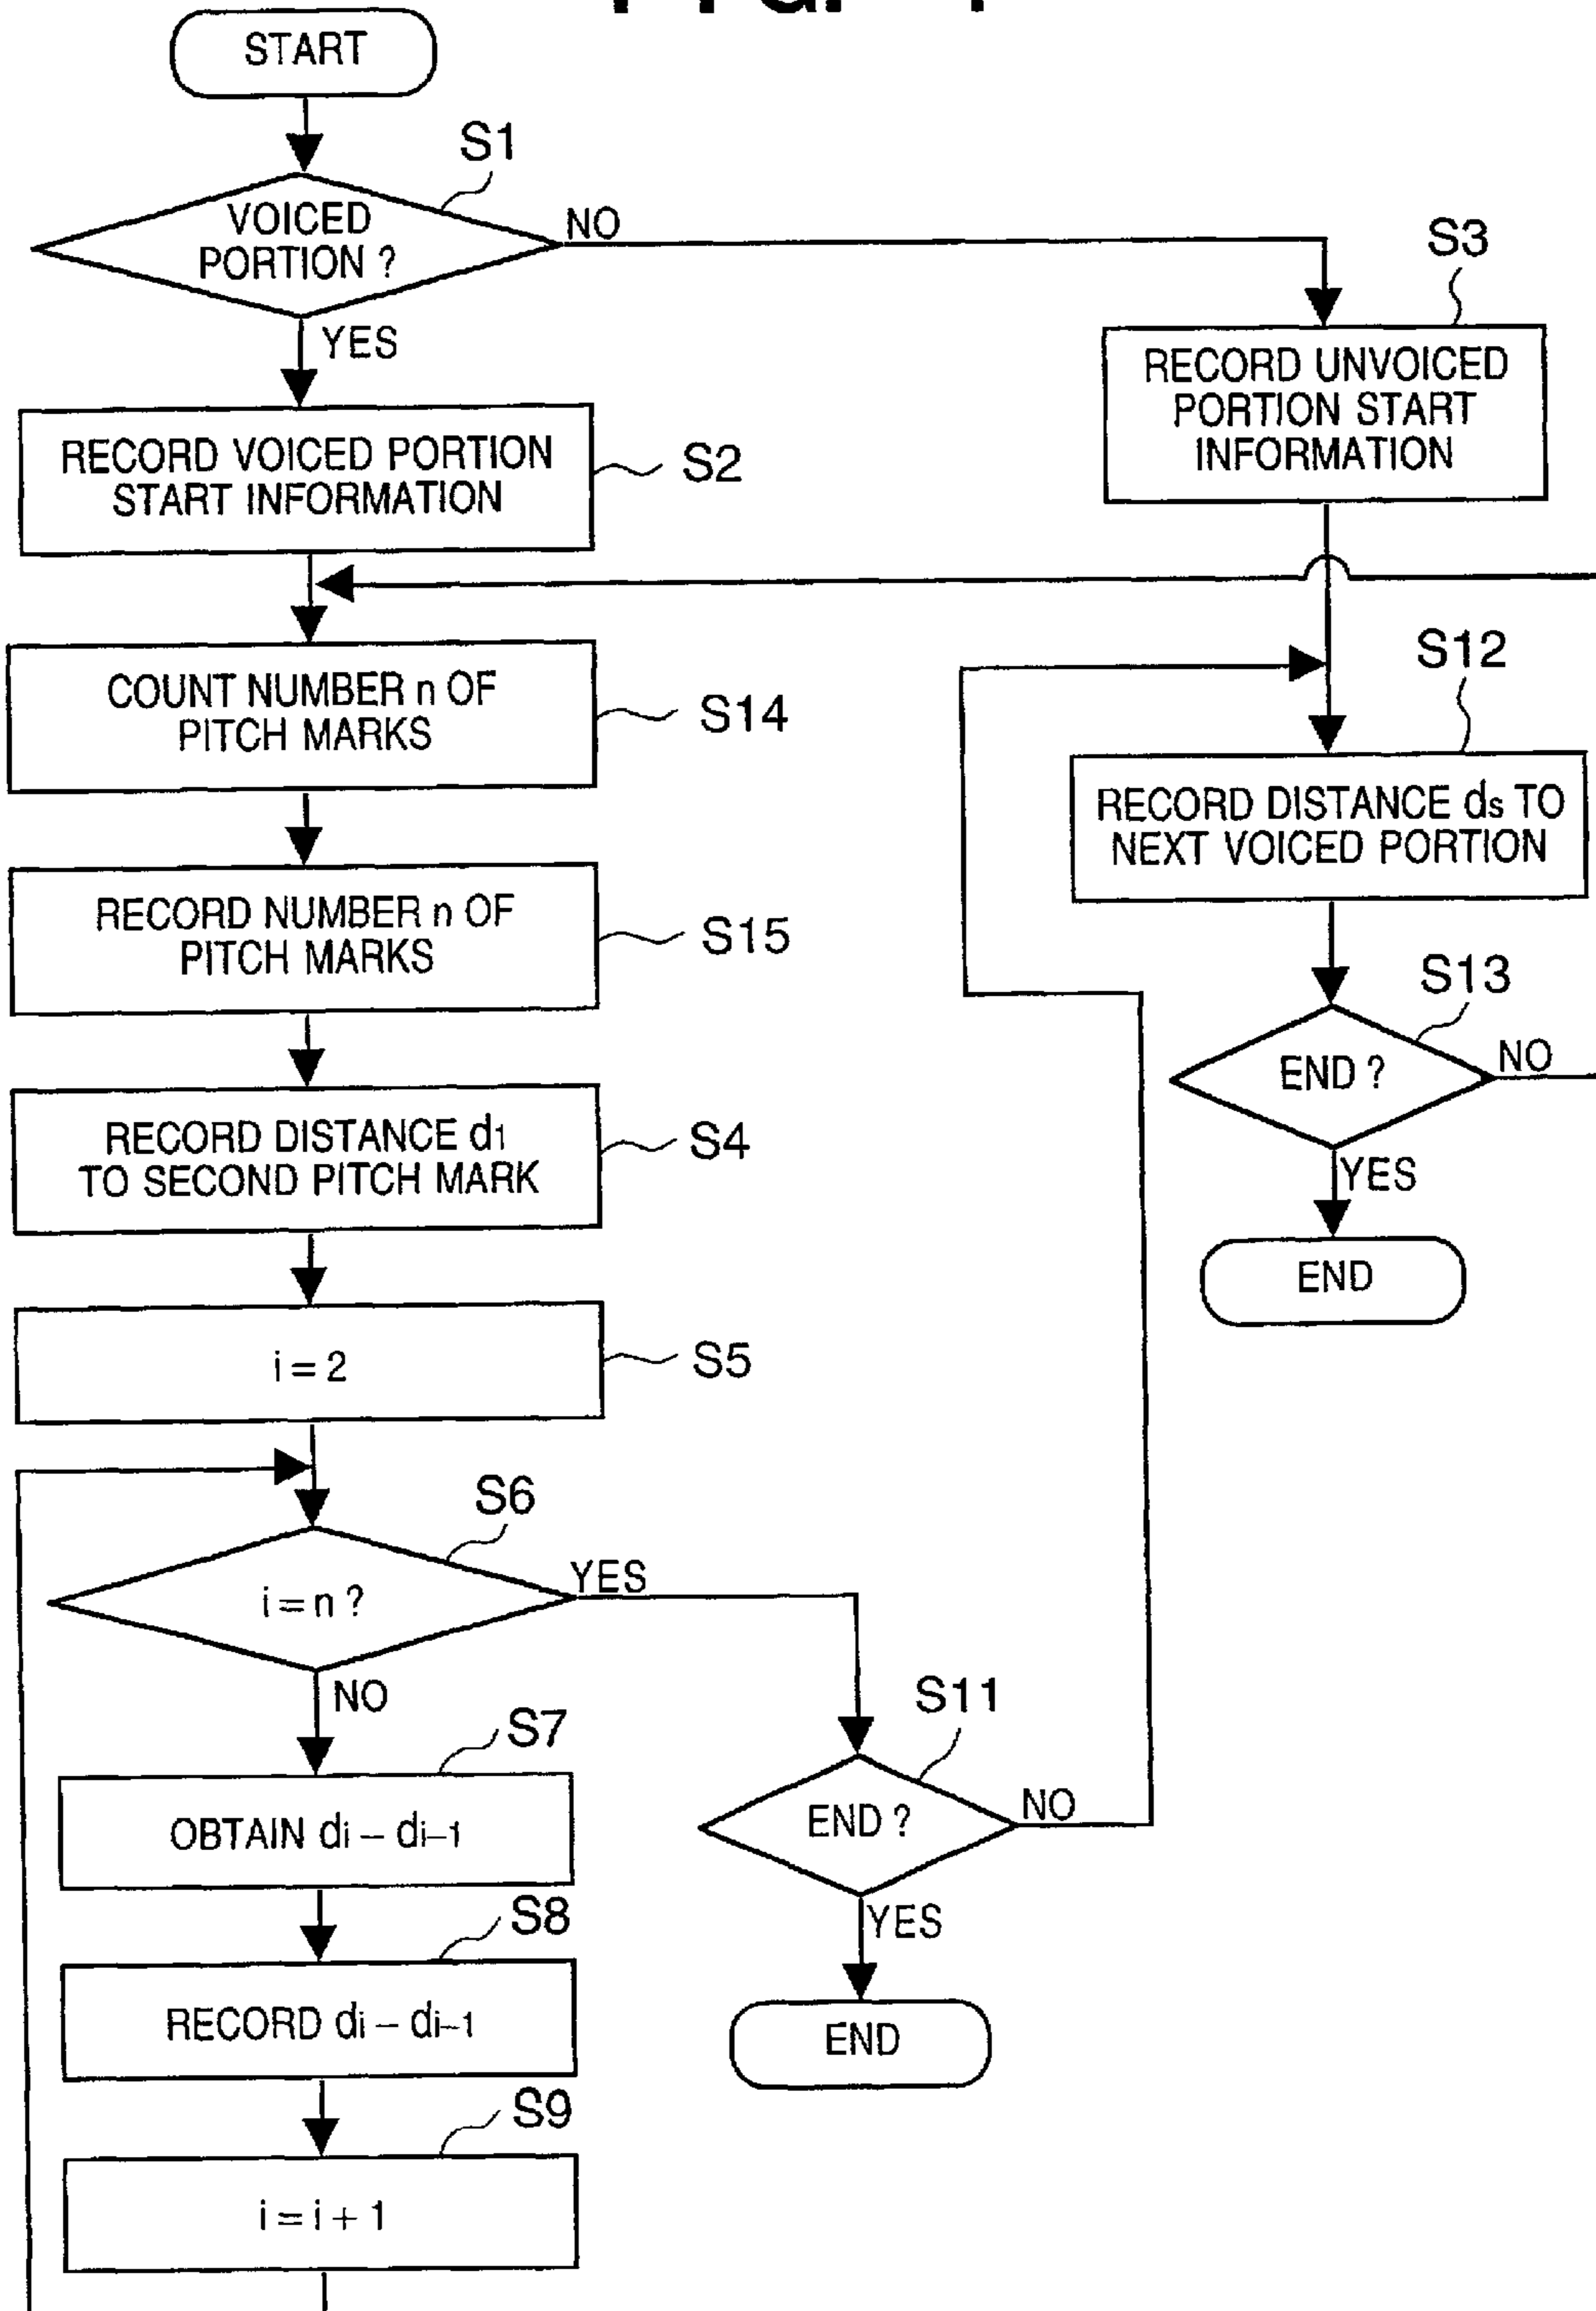 START
S1
VOICED
PORTION ?
NO
YES
S3
RECORD UNVOICED
PORTION START
INFORMATION
RECORD VOICED PORTION
START INFORMATION
S2
COUNT NUMBER n OF
PITCH MARKS
S14
S12
RECORD DISTANCE ds TO
NEXT VOICED PORTION
RECORD NUMBER n OF
PITCH MARKS
S15
S13
END ?
NO
YES
END
RECORD DISTANCE d1
TO SECOND PITCH MARK
S4
i = 2
S5
S6
i = n ?
YES
NO
S11
END ?
NO
YES
END
S7
OBTAIN di – di–1
S8
RECORD di – di–1
S9
i = i + 1